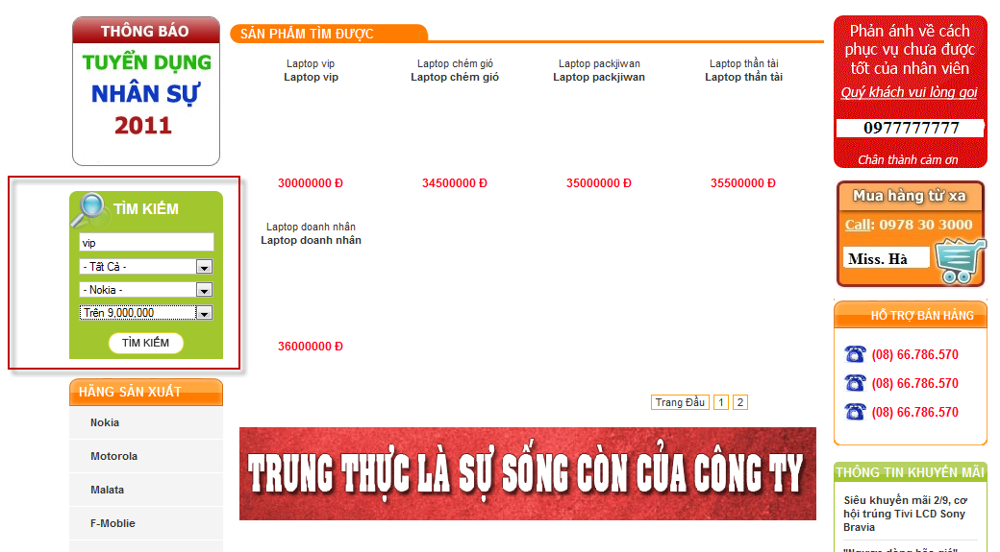 THÔNG BÁO
TUYỂN DỤNG
NHÂN SỰ
2011
TÌM KIẾM
vip
- Tất Cả -
- Nokia -
Trên 9,000,000
TÌM KIẾM
HÃNG SẢN XUẤT
Nokia
Motorola
Malata
F-Moblie
SẢN PHẨM TÌM ĐƯỢC
Laptop vip
Laptop vip
30000000 Đ
Laptop chém gió
Laptop chém gió
34500000 Đ
Laptop packjiwan
Laptop packjiwan
35000000 Đ
Laptop thần tài
Laptop thần tài
35500000 Đ
Laptop doanh nhân
Laptop doanh nhân
36000000 Đ
Trang Đầu 1 2
TRUNG THỰC LÀ SỰ SỐNG CÒN CỦA CÔNG TY
Phản ánh về cách
phục vụ chưa được
tốt của nhân viên
Quý khách vui lòng gọi
0977777777
Chân thành cảm ơn
Mua hàng từ xa
Call: 0978 30 3000
Miss. Hà
HỖ TRỢ BÁN HÀNG
(08) 66.786.570
(08) 66.786.570
(08) 66.786.570
THÔNG TIN KHUYẾN MÃI
Siêu khuyến mãi 2/9, cơ
hội trúng Tivi LCD Sony
Bravia